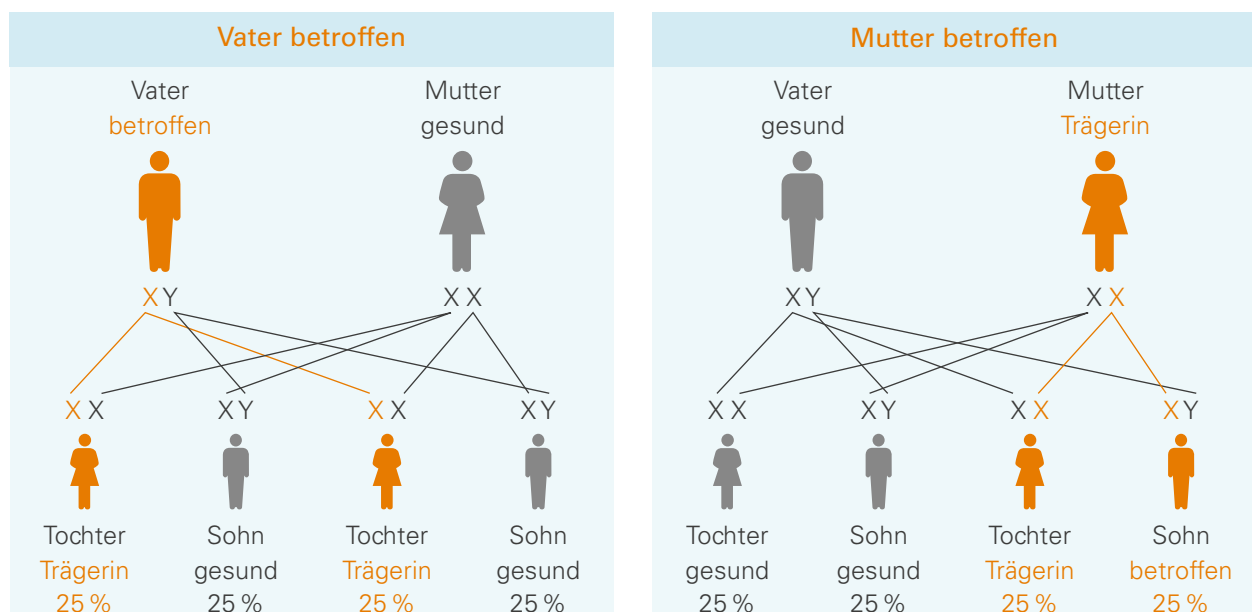 Vater betroffen
Vater
betroffen
Mutter
gesund
X Y
X X
X X
X Y
X X
X Y
Tochter
Trägerin
25 %
Sohn
gesund
25 %
Tochter
Trägerin
25 %
Sohn
gesund
25 %
Mutter betroffen
Vater
gesund
Mutter
Trägerin
X Y
X X
X X
X Y
X X
X Y
Tochter
gesund
25 %
Sohn
gesund
25 %
Tochter
Trägerin
25 %
Sohn
betroffen
25 %